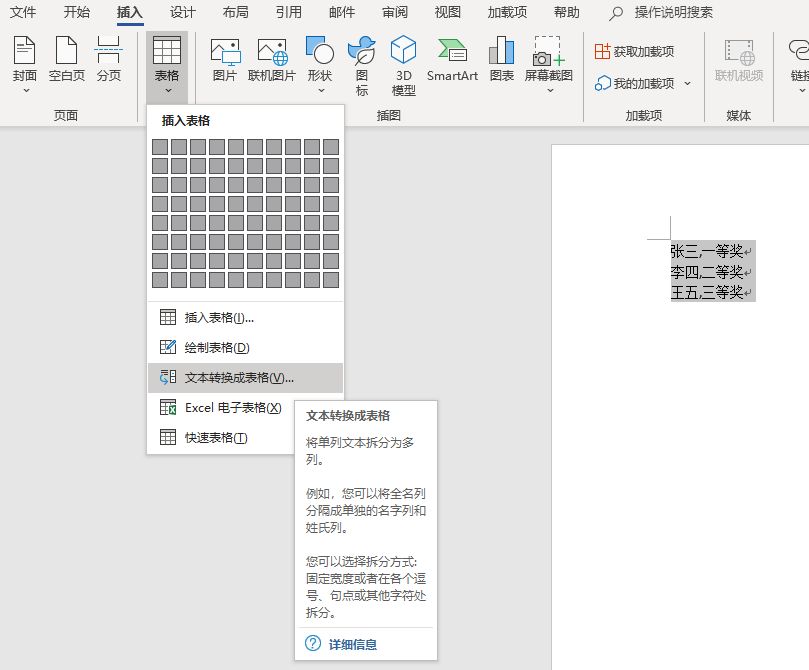 文件 开始 插入 设计 布局 引用 邮件 审阅 视图 加载项 帮助 操作说明搜索
封面 空白页 分页
页面
表格
图片 联机图片 形状 图标 3D模型 SmartArt 图表 屏幕截图
插图
获取加载项
我的加载项
加载项
联机视频
媒体
链接
插入表格
插入表格(I)...
绘制表格(D)
文本转换成表格(V)...
Excel 电子表格(X)
快速表格(T)
文本转换成表格
将单列文本拆分为多
列。
例如，您可以将全名列
分隔成单独的名字列和
姓氏列。
您可以选择拆分方式:
固定宽度或者在各个逗
号、句点或其他字符处
拆分。
详细信息
张三,一等奖
李四,二等奖
王五,三等奖